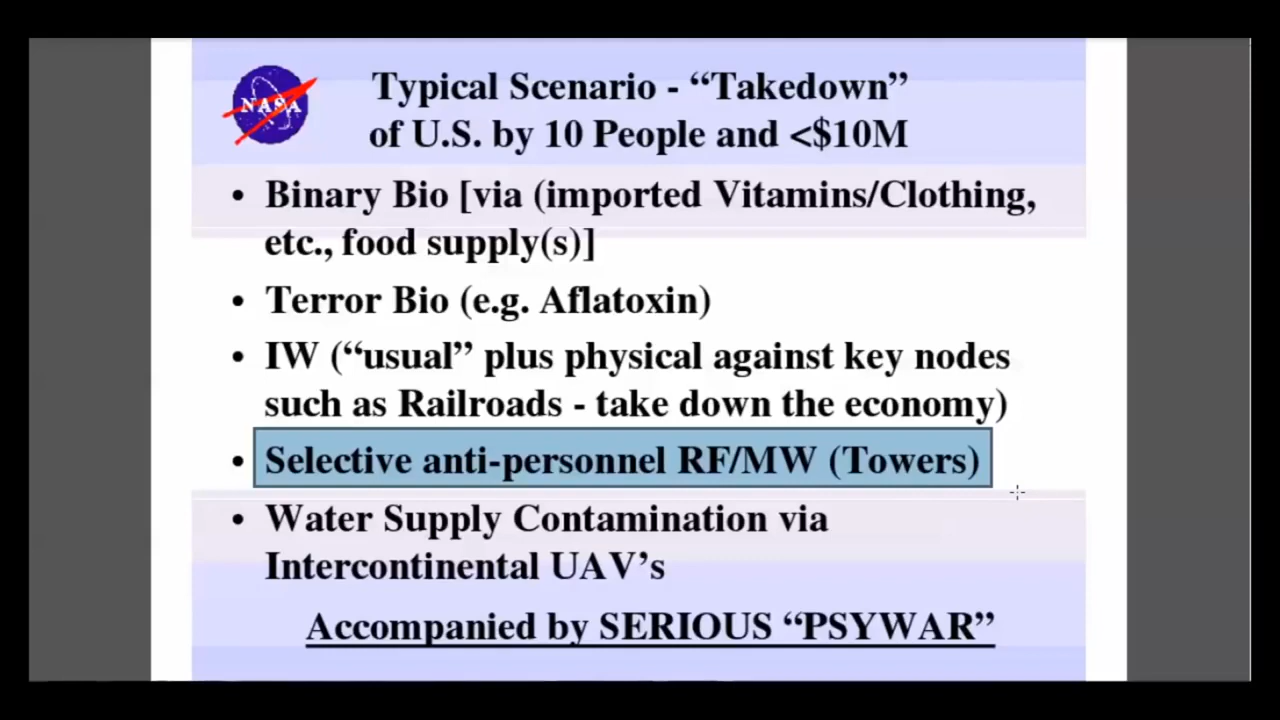 NASA
Typical Scenario - “Takedown”
of U.S. by 10 People and <$10M
• Binary Bio [via (imported Vitamins/Clothing,
etc., food supply(s)]
• Terror Bio (e.g. Aflatoxin)
• IW (“usual” plus physical against key nodes
such as Railroads - take down the economy)
• Selective anti-personnel RF/MW (Towers)
• Water Supply Contamination via
Intercontinental UAV’s
Accompanied by SERIOUS “PSYWAR”